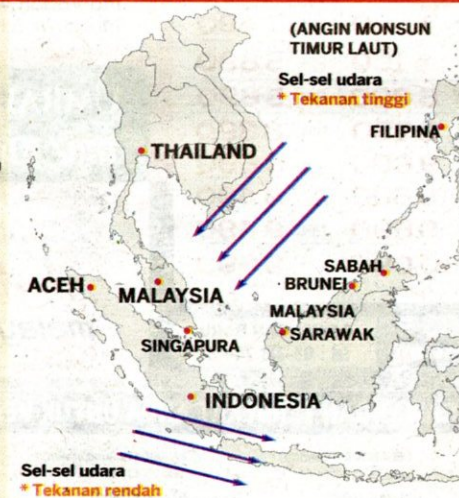 (ANGIN MONSUN
TIMUR LAUT)
Sel-sel udara
* Tekanan tinggi
FILIPINA
THAILAND
SABAH
BRUNEI
ACEH
MALAYSIA
MALAYSIA
SARAWAK
SINGAPURA
INDONESIA
Sel-sel udara
* Tekanan rendah